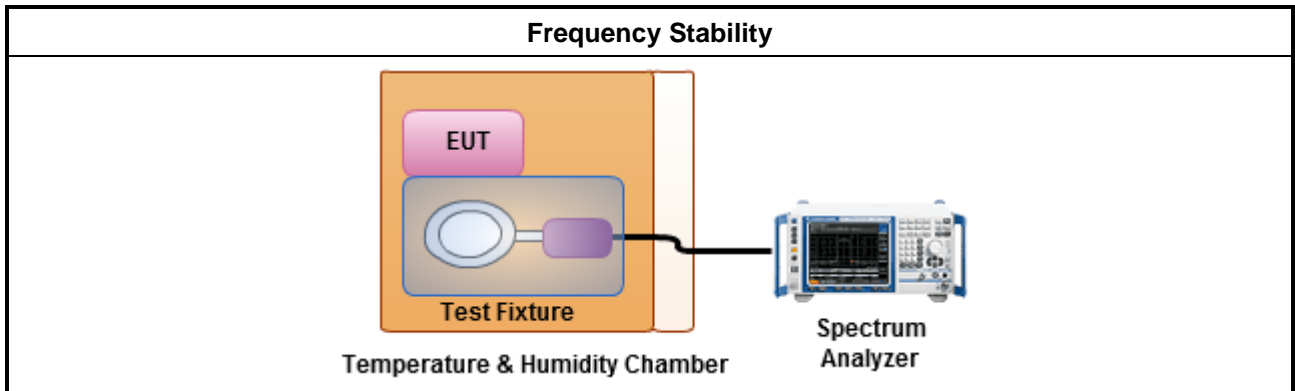 Frequency Stability
EUT
Test Fixture
Temperature & Humidity Chamber
Spectrum
Analyzer